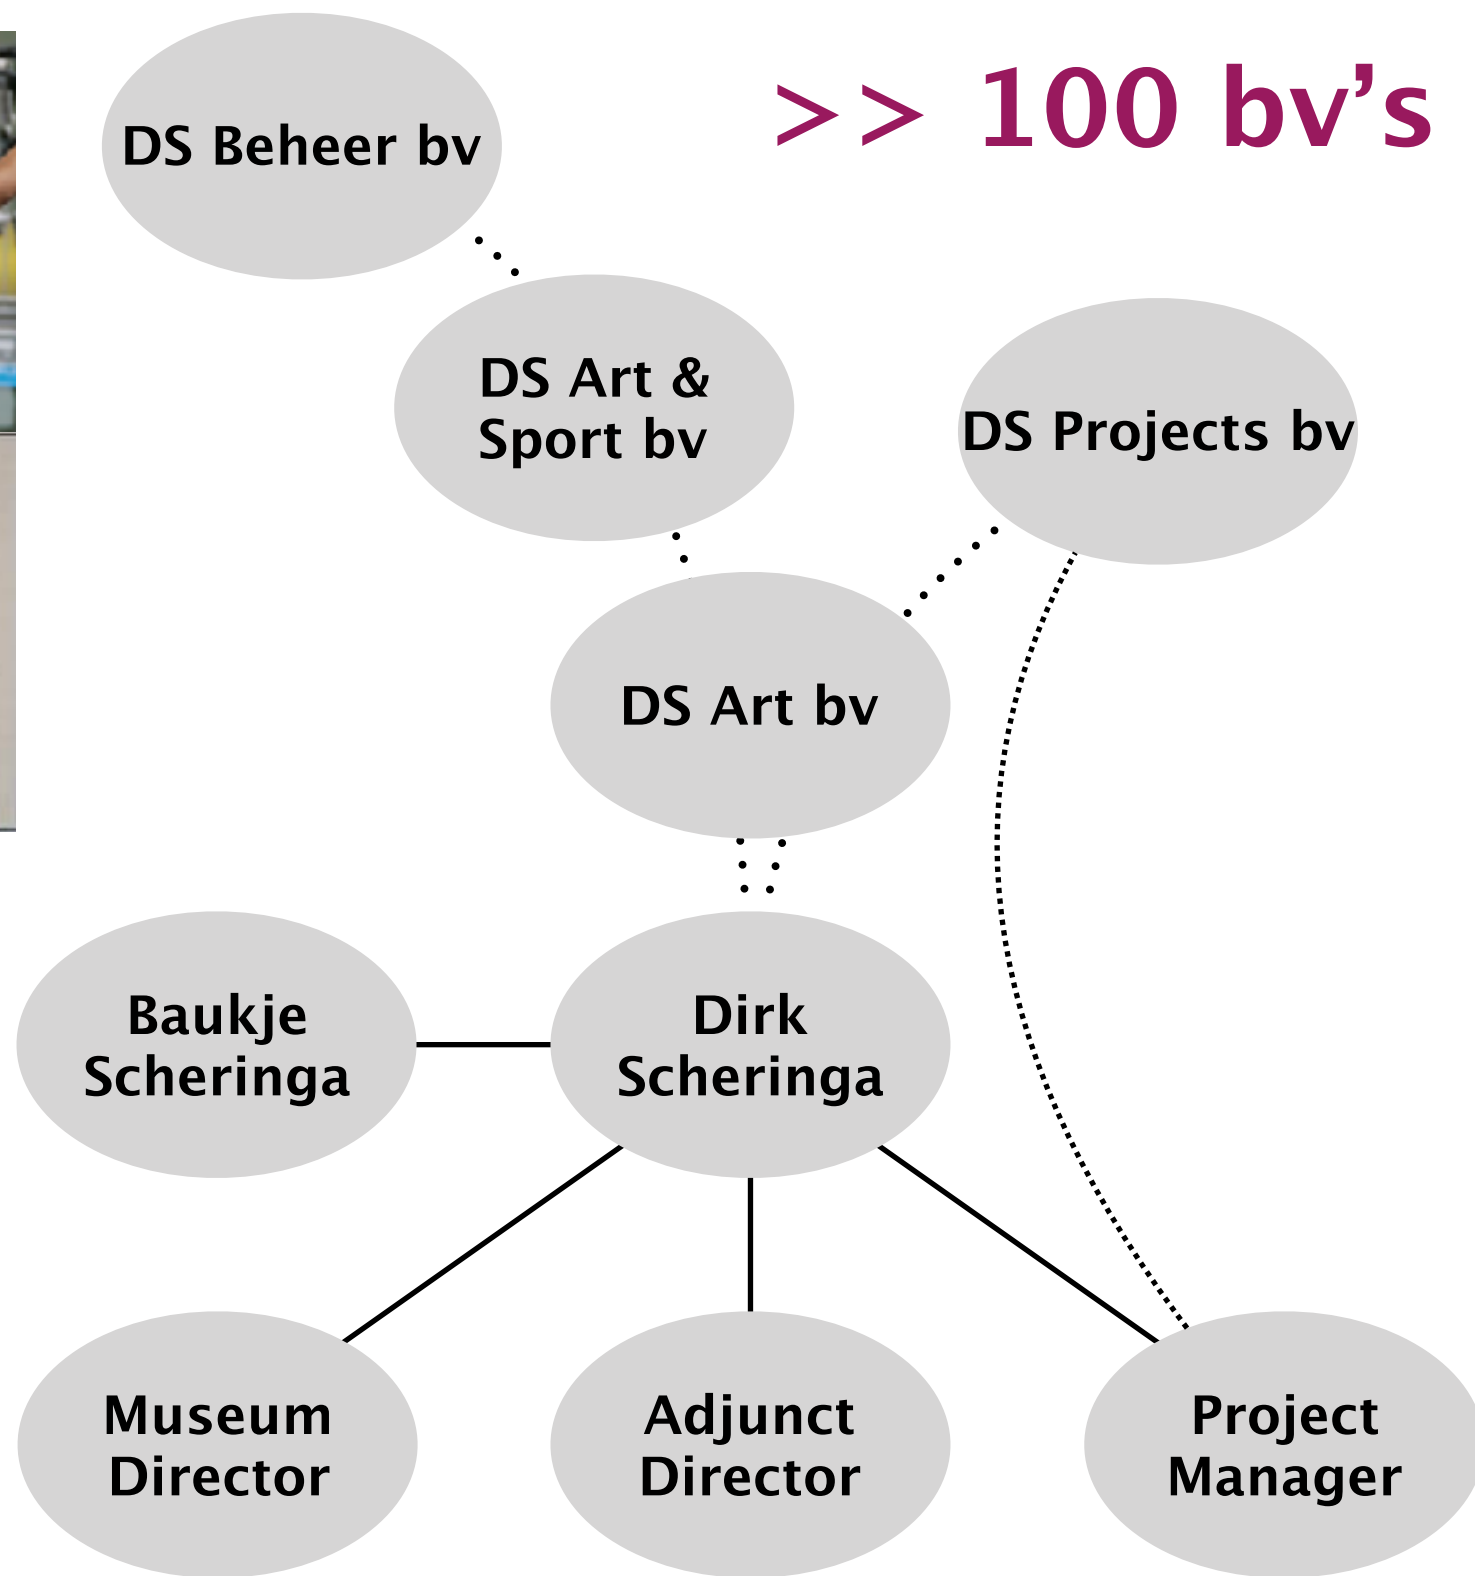 >> 100 bv’s
DS Beheer bv
DS Art &
Sport bv
DS Projects bv
DS Art bv
Baukje
Scheringa
Dirk
Scheringa
Museum
Director
Adjunct
Director
Project
Manager